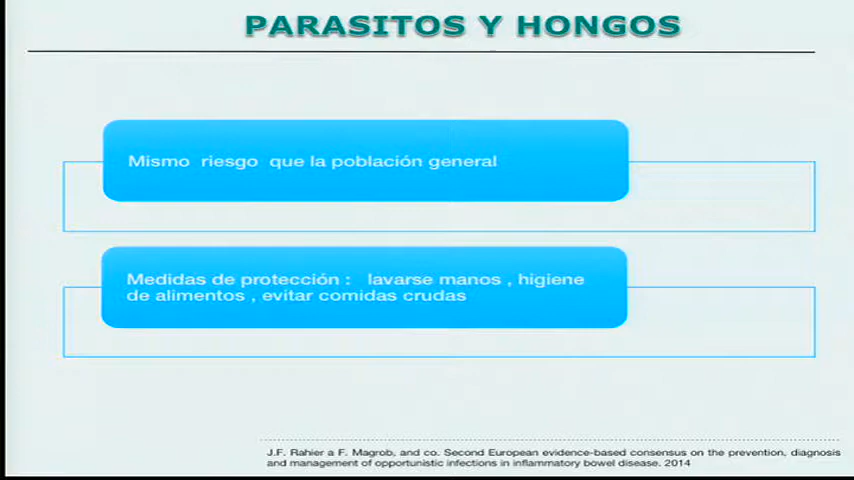 PARASITOS Y HONGOS
Mismo riesgo que la población general
Medidas de protección : lavarse manos , higiene
de alimentos , evitar comidas crudas
J.F. Rahier a F. Magrob, and co. Second European evidence-based consensus on the prevention, diagnosis
and management of opportunistic infections in inflammatory bowel disease. 2014